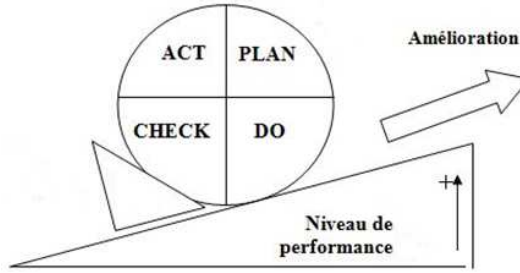 Amélioration
ACT PLAN
CHECK DO
+
Niveau de
performance